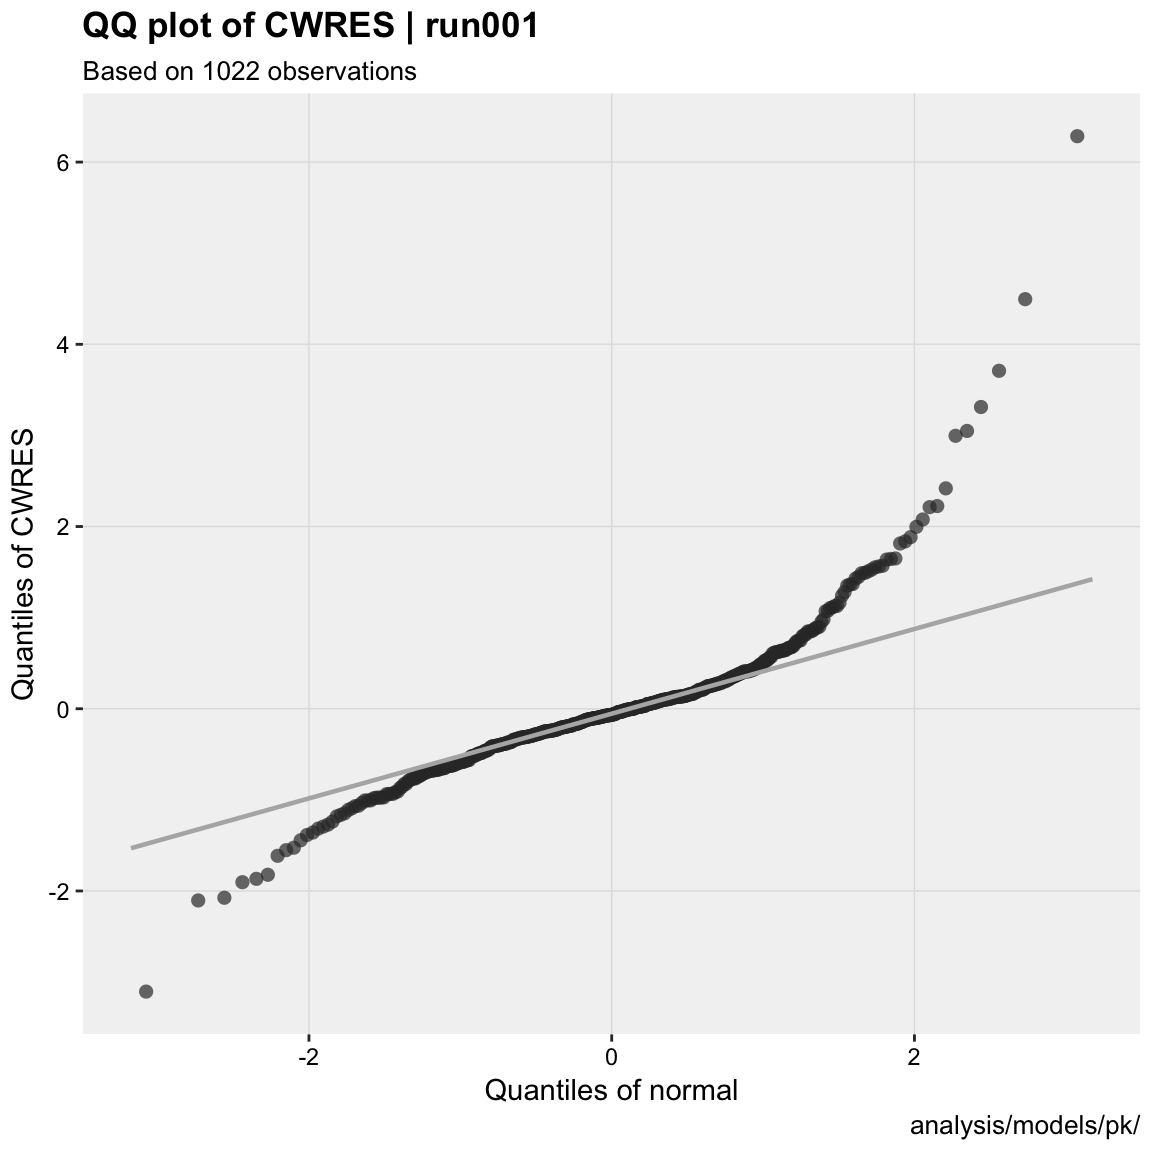 QQ plot of CWRES | run001
Based on 1022 observations
Quantiles of CWRES
6
4
2
0
-2
-2
0
2
Quantiles of normal
analysis/models/pk/